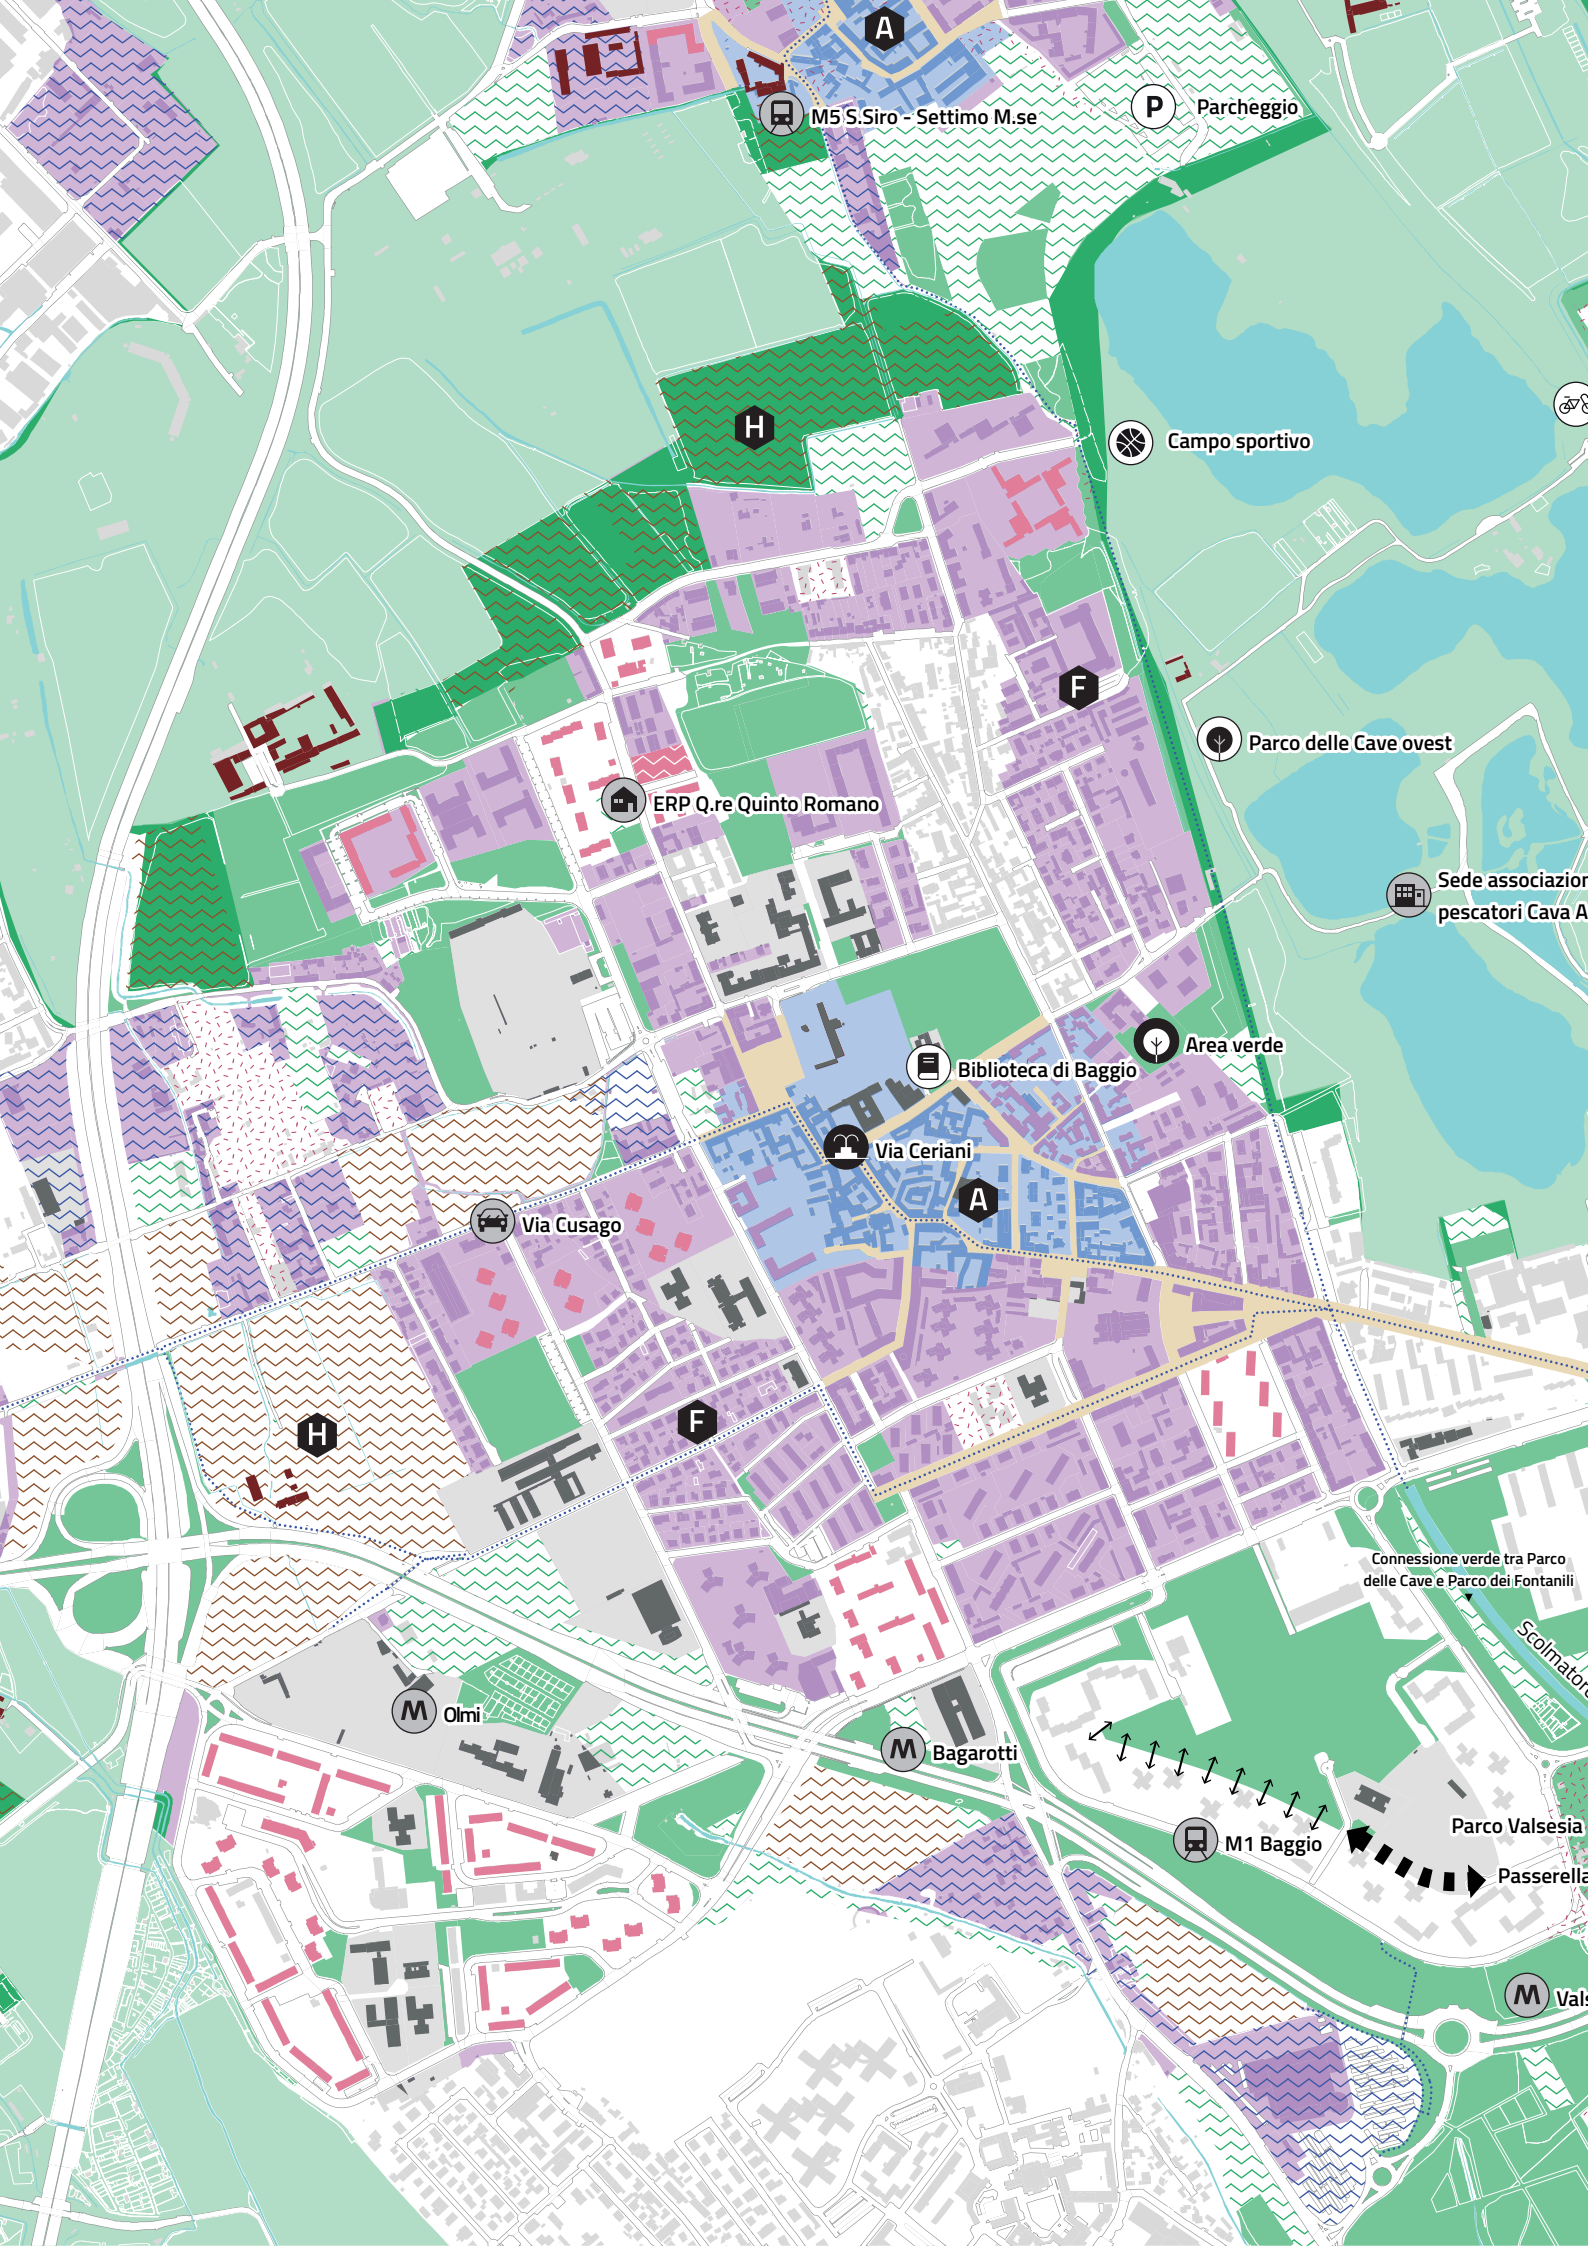 A
M5 S.Siro - Settimo M.se
P
Parcheggio
H
Campo sportivo
F
Parco delle Cave ovest
ERP Q.re Quinto Romano
Sede associazion
pescatori Cava A
Area verde
Biblioteca di Baggio
Via Ceriani
A
Via Cusago
F
H
Connessione verde tra Parco
delle Cave e Parco dei Fontanili
Scolmatore
M
Olmi
M
Bagarotti
Parco Valsesia
M1 Baggio
Passerella
M
Vals